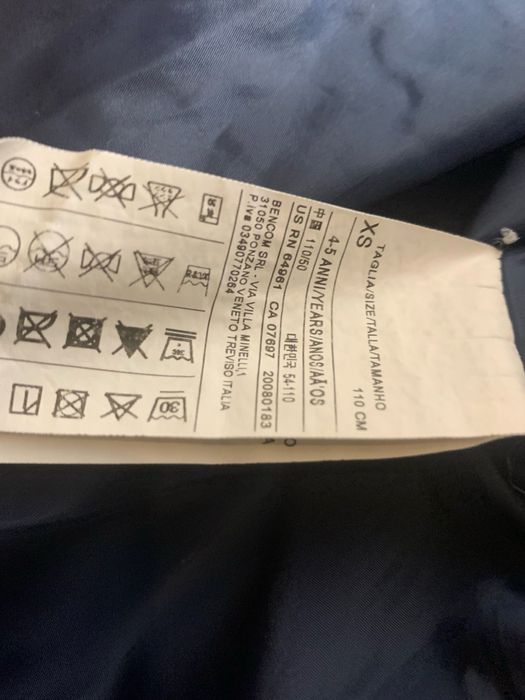 TAGLIA/SIZE/TALLA/TAMANHO
XS 110 CM
4-5 ANNI/YEARS/ANOS/AÃ'OS
中国 110/50 대한민국 54-110
US RN 64961 CA 07697 20080183
BENCOM SRL - VIA VILLA MINELLI,1
31050 PONZANO VENETO TREVISO ITALIA
P.Iva 03490770264
30